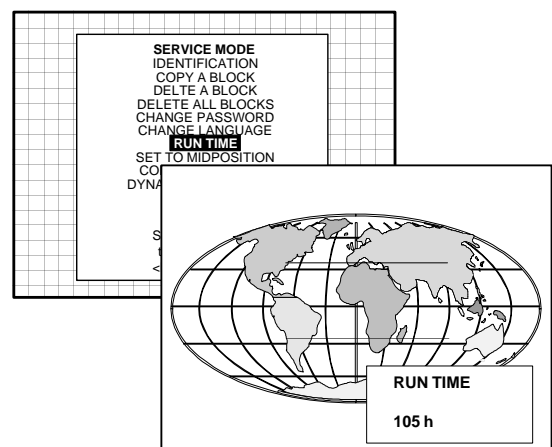 SERVICE MODE
IDENTIFICATION
COPY A BLOCK
DELTE A BLOCK
DELETE ALL BLOCKS
CHANGE PASSWORD
CHANGE LANGUAGE
RUN TIME
SET TO MIDPOSITION
RUN TIME
105 h